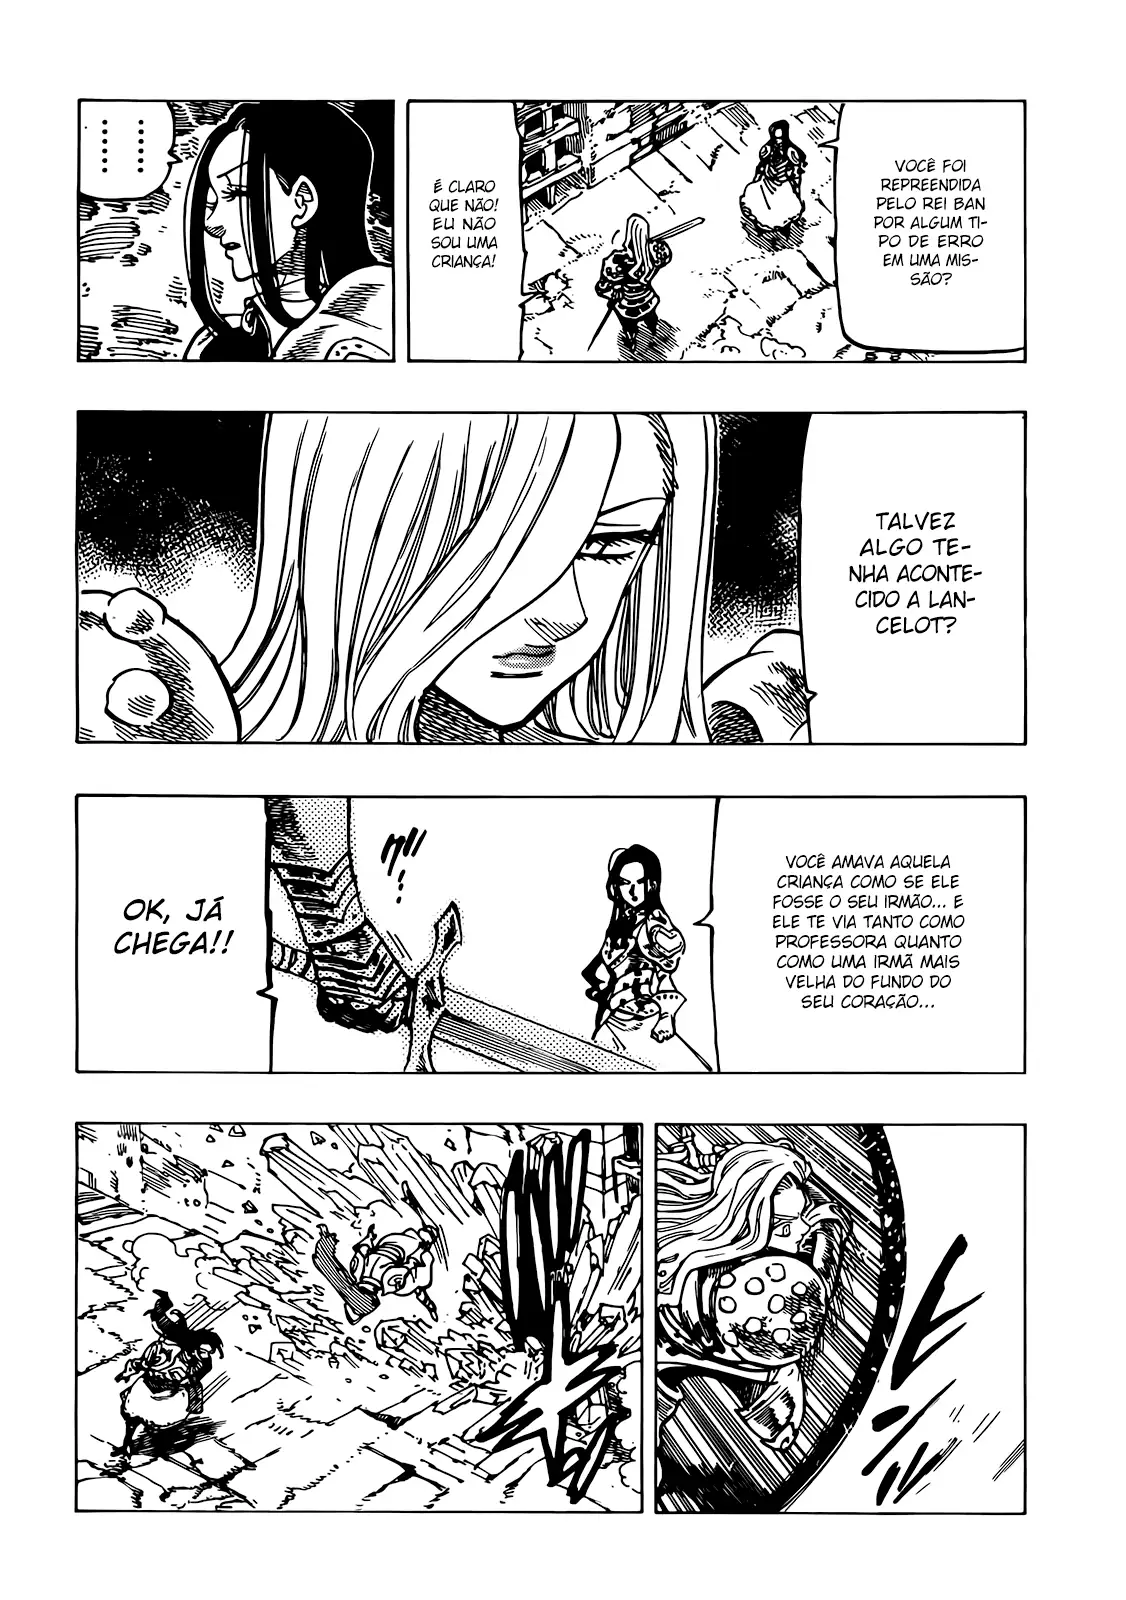 VOCÊ FOI
REPREENDIDA
PELO REI BAN
POR ALGUM TI-
PO DE ERRO
EM UMA MIS-
SÃO?
É CLARO
QUE NÃO!
EU NÃO
SOU UMA
CRIANÇA!
TALVEZ
ALGO TE-
NHA ACONTE-
CIDO A LAN-
CELOT?
VOCÊ AMAVA AQUELA
CRIANÇA COMO SE ELE
FOSSE O SEU IRMÃO... E
ELE TE VIA TANTO COMO
PROFESSORA QUANTO
COMO UMA IRMÃ MAIS
VELHA DO FUNDO DO
SEU CORAÇÃO...
OK, JÁ
CHEGA!!